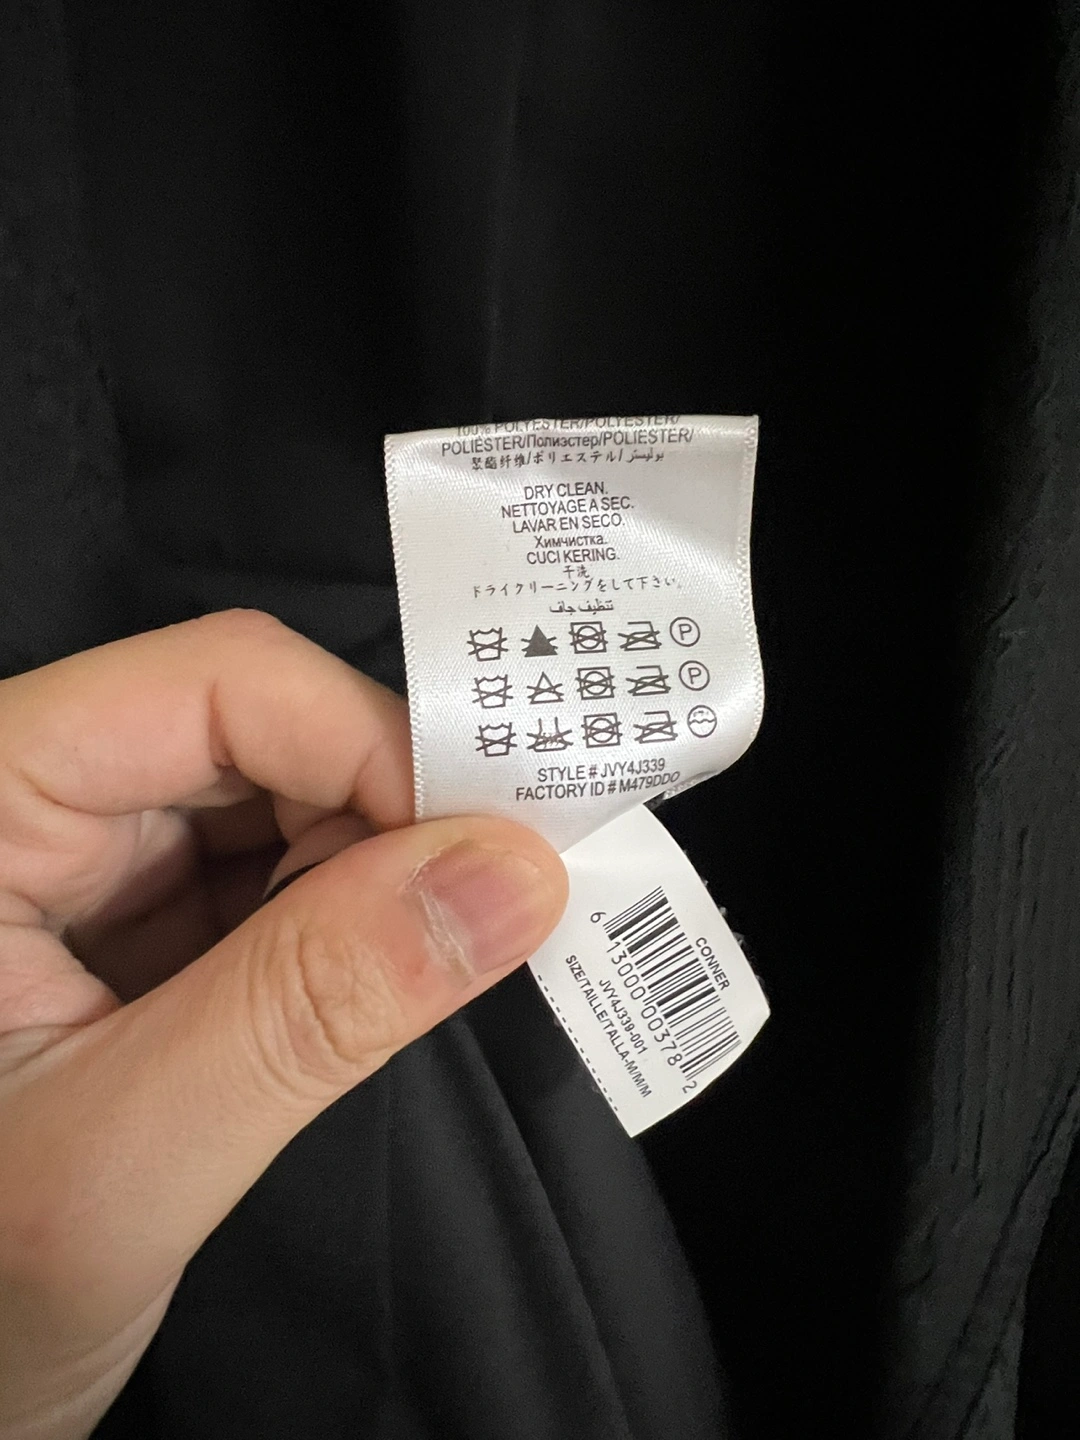 100% POLYESTER/POLYESTER/
POLIÉSTER/Полиэстер/POLIESTER/
聚酯纤维/ポリエステル/بوليستر
DRY CLEAN.
NETTOYAGE A SEC.
LAVAR EN SECO.
Химчистка.
CUCI KERING.
干洗
ドライクリーニングをして下さい。
تنظيف جاف
P
P
STYLE # JVY4J339
FACTORY ID # M479DDO
CONNER
6 13000 00378 2
JVY4J339-001
SIZE/TAILLE/TALLA-M/M/M